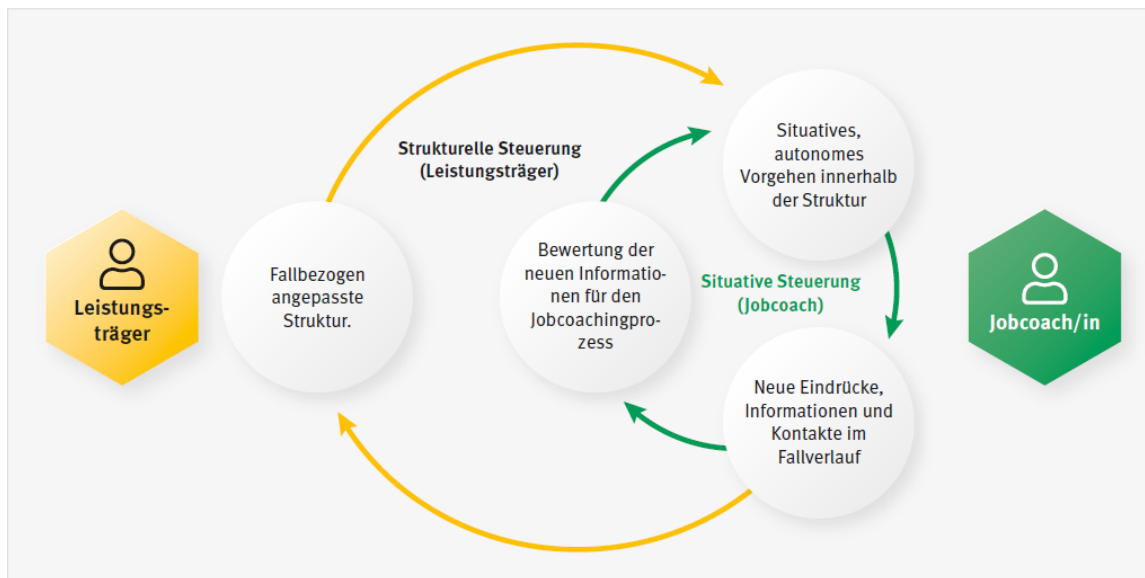 Leistungs-
träger
Fallbezogen
angepasste
Struktur.
Strukturelle Steuerung
(Leistungsträger)
Bewertung der
neuen Informatio-
nen für den
Jobcoachingpro-
zess
Situatives,
autonomes
Vorgehen innerhalb
der Struktur
Situative Steuerung
(Jobcoach)
Neue Eindrücke,
Informationen und
Kontakte im
Fallverlauf
Jobcoach/in